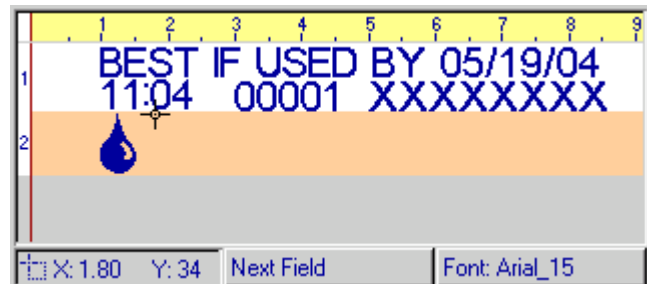 1 2 3 4 5 6 7 8 9
1
BEST IF USED BY 05/19/04
11:04 00001 XXXXXXXX
2
X: 1.80 Y: 34 Next Field Font: Arial_15